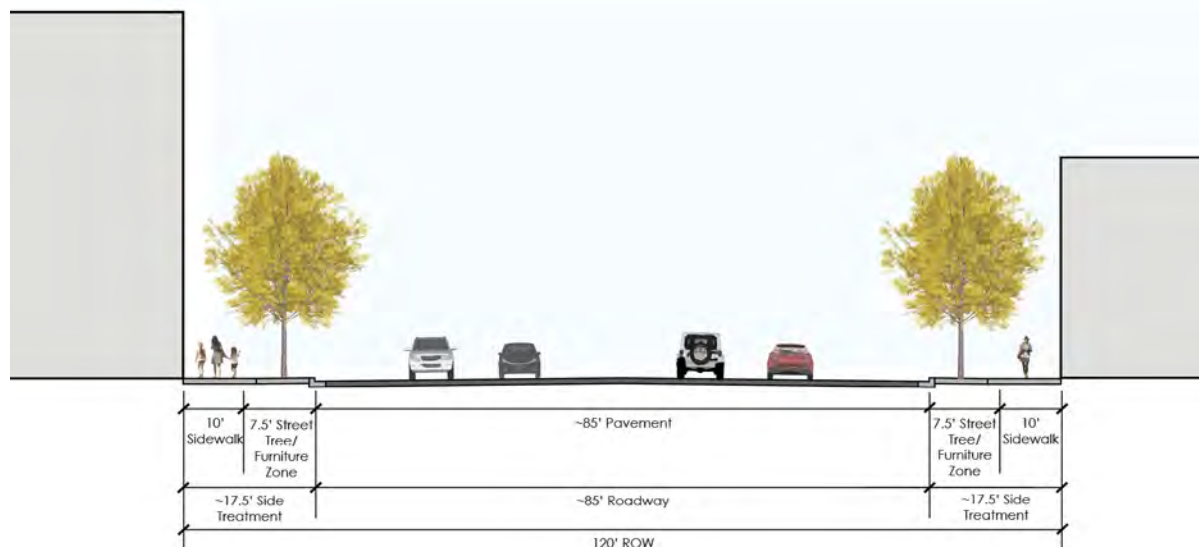 10'
Sidewalk
7.5' Street
Tree/
Furniture
Zone
~85' Pavement
7.5' Street
Tree/
Furniture
Zone
10'
Sidewalk
~17.5' Side
Treatment
~85' Roadway
~17.5' Side
Treatment
120' ROW